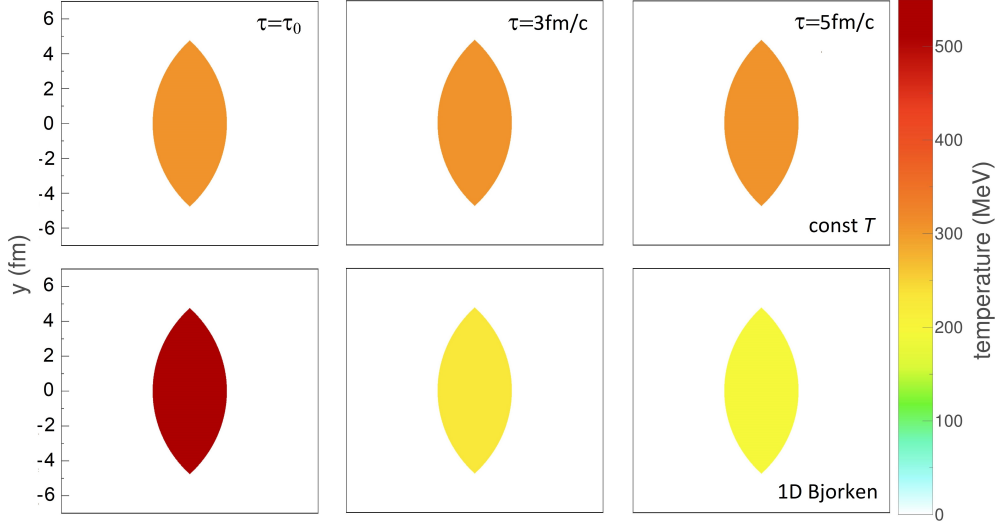 τ=τ0
τ=3fm/c
τ=5fm/c
6
4
2
0
-2
-4
-6
const T
6
4
2
0
-2
-4
-6
1D Bjorken
y (fm)
500
400
300
200
100
0
temperature (MeV)